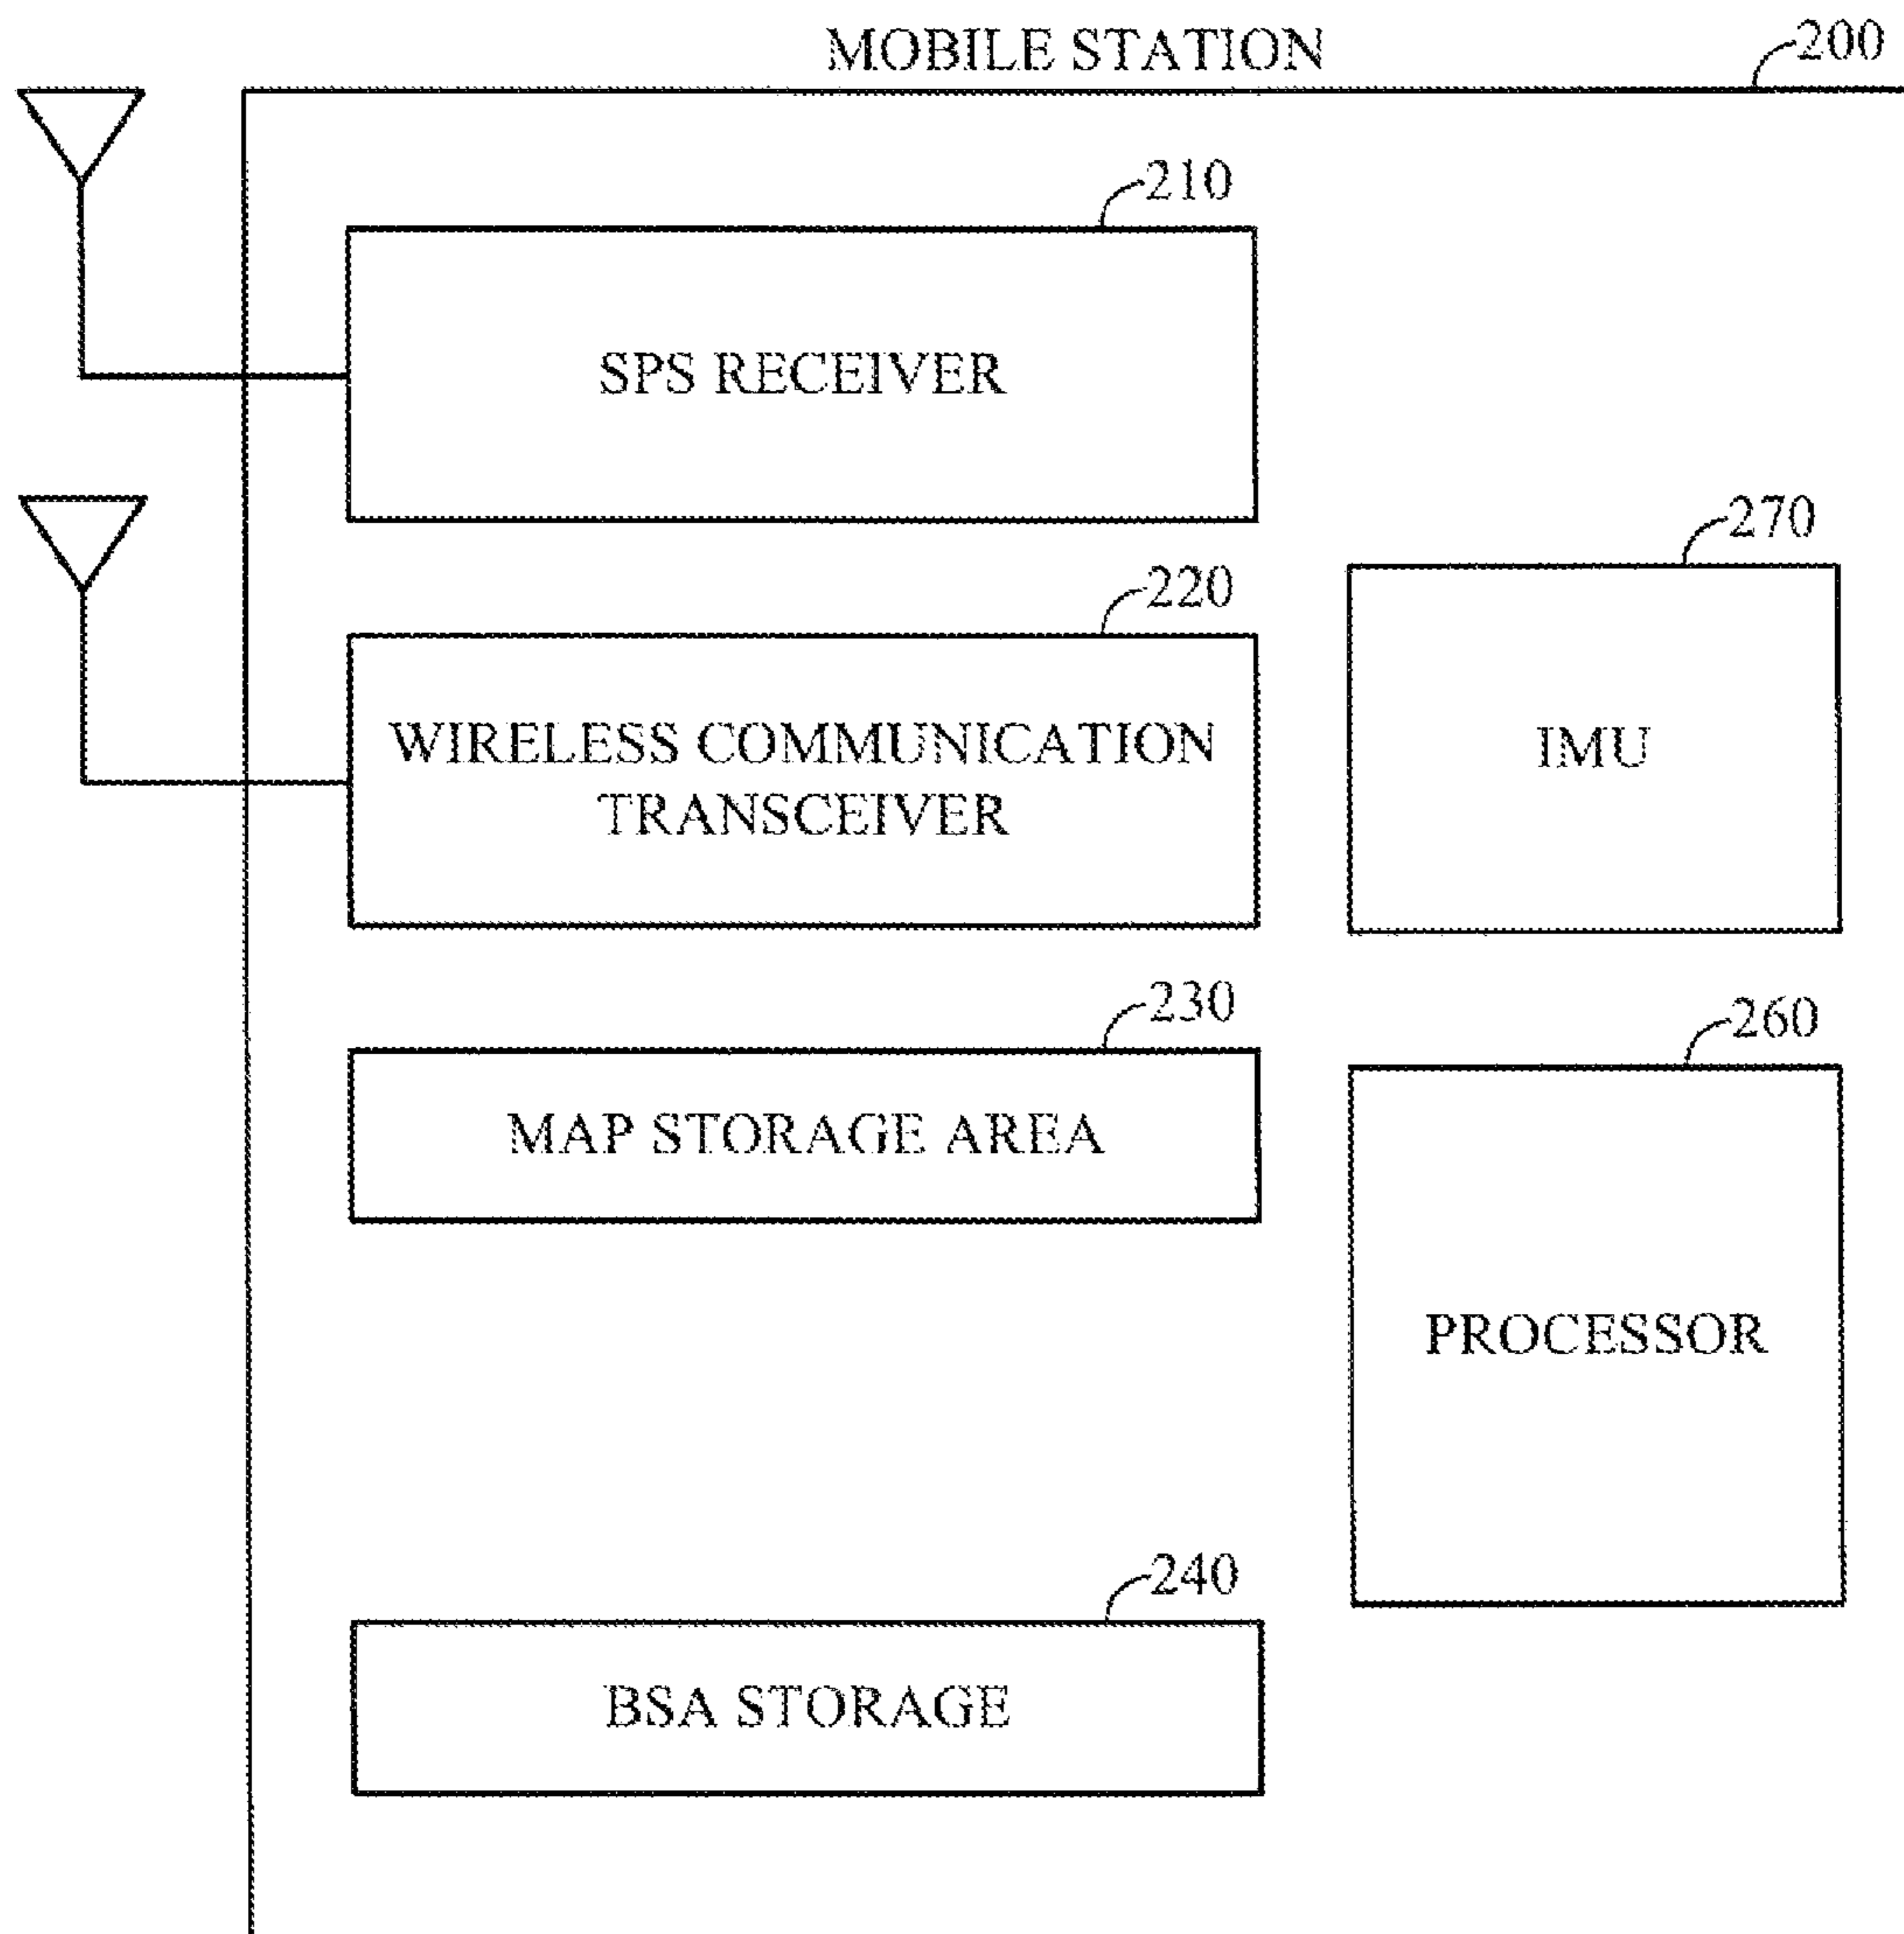 MOBILE STATION
200
210
SPS RECEIVER
270
220
IMU
WIRELESS COMMUNICATION
TRANSCEIVER
230
260
MAP STORAGE AREA
PROCESSOR
240
BSA STORAGE